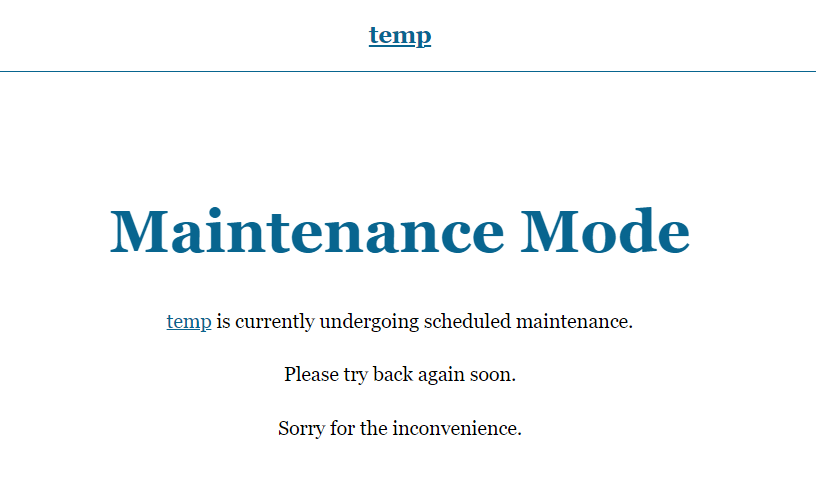 temp
Maintenance Mode
temp is currently undergoing scheduled maintenance.
Please try back again soon.
Sorry for the inconvenience.